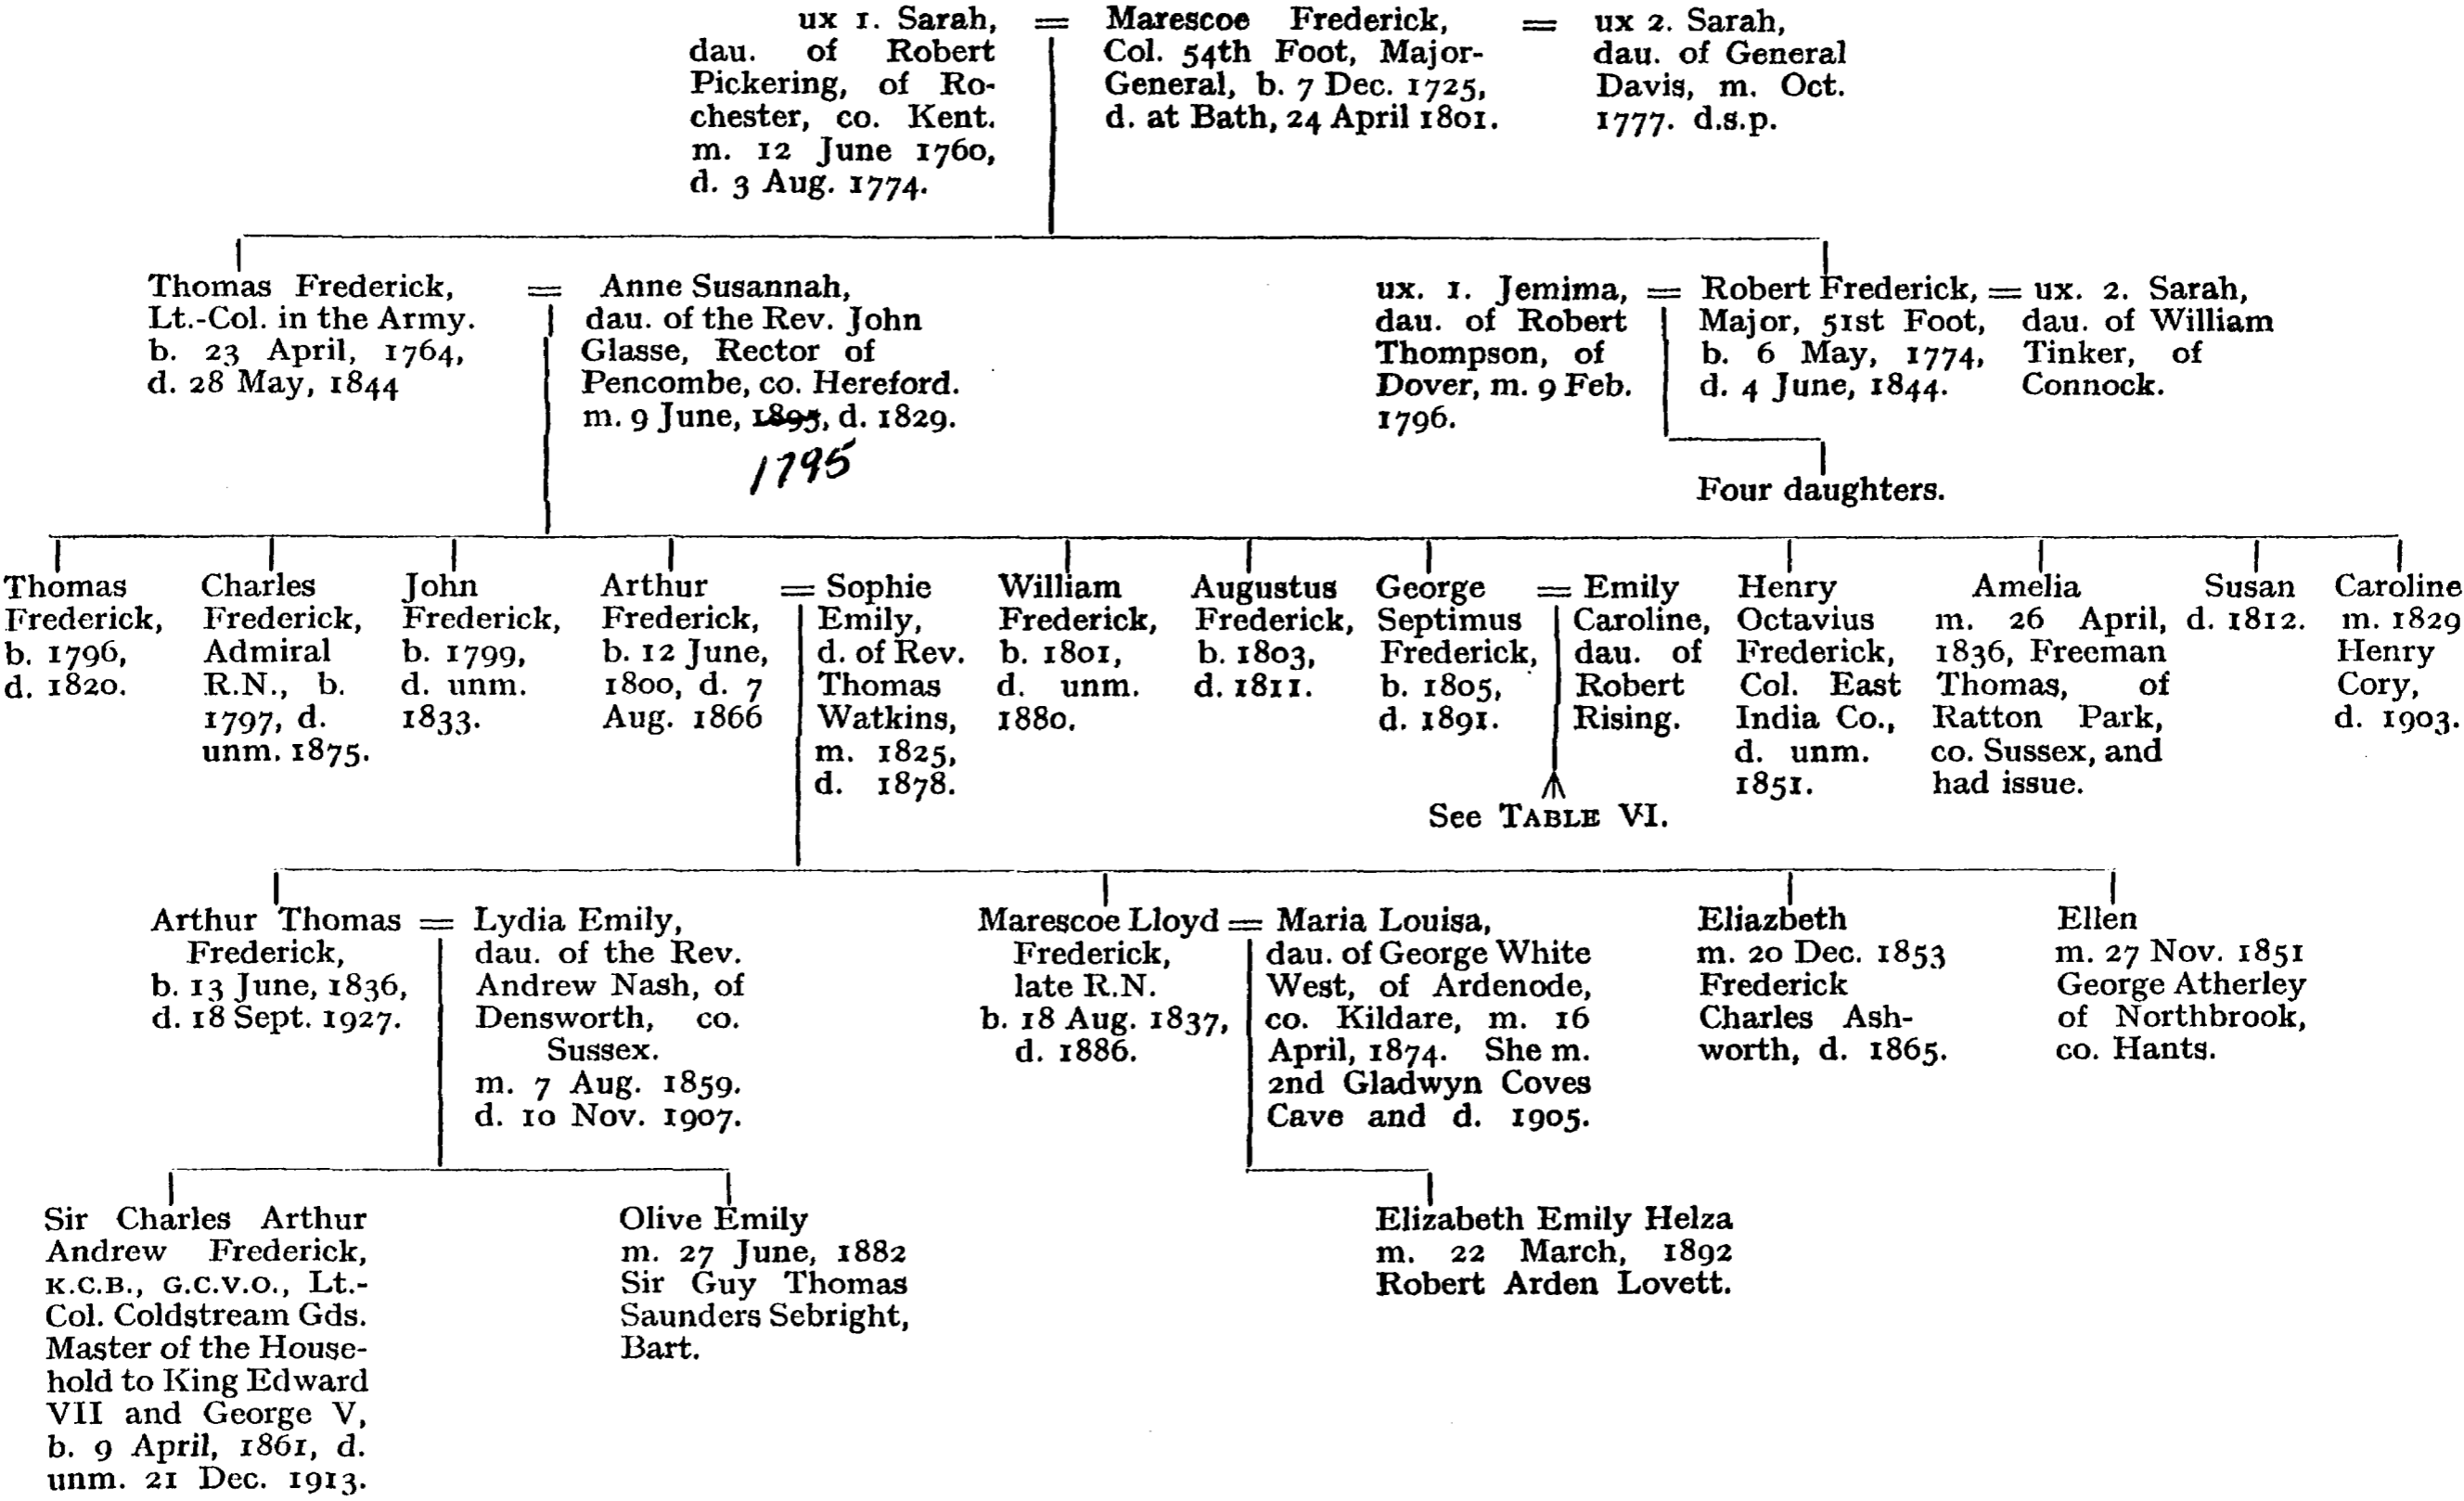 ux 1. Sarah,
dau. of Robert
Pickering, of Ro-
chester, co. Kent.
m. 12 June 1760,
d. 3 Aug. 1774.
=
Marescoe Frederick,
Col. 54th Foot, Major-
General, b. 7 Dec. 1725,
d. at Bath, 24 April 1801.
=
ux 2. Sarah,
dau. of General
Davis, m. Oct.
1777. d.s.p.
Thomas Frederick,
Lt.-Col. in the Army.
b. 23 April, 1764,
d. 28 May, 1844
=
Anne Susannah,
dau. of the Rev. John
Glasse, Rector of
Pencombe, co. Hereford.
m. 9 June, 1895, d. 1829.
1795
ux. 1. Jemima,
dau. of Robert
Thompson, of
Dover, m. 9 Feb.
1796.
=
Robert Frederick,
Major, 51st Foot,
b. 6 May, 1774,
d. 4 June, 1844.
=
ux. 2. Sarah,
dau. of William
Tinker, of
Connock.
Four daughters.
Thomas
Frederick,
b. 1796,
d. 1820.
Charles
Frederick,
Admiral
R.N., b.
1797, d.
unm. 1875.
John
Frederick,
b. 1799,
d. unm.
1833.
Arthur
Frederick,
b. 12 June,
1800, d. 7
Aug. 1866
=
Sophie
Emily,
d. of Rev.
Thomas
Watkins,
m. 1825,
d. 1878.
William
Frederick,
b. 1801,
d. unm.
1880.
Augustus
Frederick,
b. 1803,
d. 1811.
George
Septimus
Frederick,
b. 1805,
d. 1891.
=
Emily
Caroline,
dau. of
Robert
Rising.
See TABLE VI.
Henry
Octavius
Frederick,
Col. East
India Co.,
d. unm.
1851.
Amelia
m. 26 April,
1836, Freeman
Thomas, of
Ratton Park,
co. Sussex, and
had issue.
Susan
d. 1812.
Caroline
m. 1829
Henry
Cory,
d. 1903.
Arthur Thomas
Frederick,
b. 13 June, 1836,
d. 18 Sept. 1927.
=
Lydia Emily,
dau. of the Rev.
Andrew Nash, of
Densworth, co.
Sussex.
m. 7 Aug. 1859.
d. 10 Nov. 1907.
Marescoe Lloyd
Frederick,
late R.N.
b. 18 Aug. 1837,
d. 1886.
=
Maria Louisa,
dau. of George White
West, of Ardenode,
co. Kildare, m. 16
April, 1874. She m.
2nd Gladwyn Coves
Cave and d. 1905.
Eliazbeth
m. 20 Dec. 1853
Frederick
Charles Ash-
worth, d. 1865.
Ellen
m. 27 Nov. 1851
George Atherley
of Northbrook,
co. Hants.
Sir Charles Arthur
Andrew Frederick,
K.C.B., G.C.V.O., Lt.-
Col. Coldstream Gds.
Master of the House-
hold to King Edward
VII and George V,
b. 9 April, 1861, d.
unm. 21 Dec. 1913.
Olive Emily
m. 27 June, 1882
Sir Guy Thomas
Saunders Sebright,
Bart.
Elizabeth Emily Helza
m. 22 March, 1892
Robert Arden Lovett.